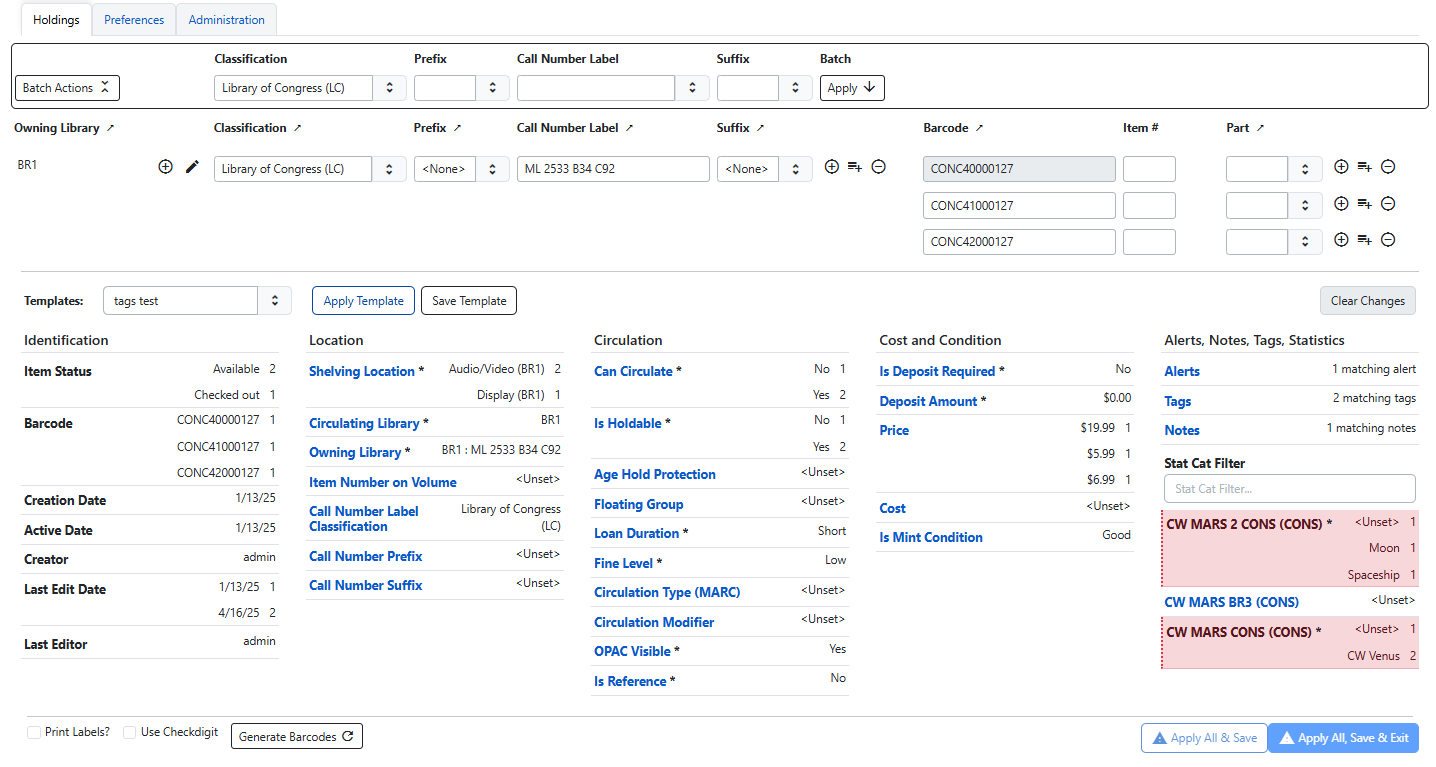 Holdings Preferences Administration
Classification Prefix Call Number Label Suffix Batch
Batch Actions Library of Congress (LC) Apply
Owning Library Classification Prefix Call Number Label Suffix Barcode Item # Part
BR1 Library of Congress (LC) <None> ML 2533 B34 C92 <None> CONC40000127
CONC41000127
CONC42000127
Templates: tags test Apply Template Save Template Clear Changes
Identification
Item Status Available 2
Checked out 1
Barcode CONC40000127 1
CONC41000127 1
CONC42000127 1
Creation Date 1/13/25
Active Date 1/13/25
Creator admin
Last Edit Date 1/13/25 1
4/16/25 2
Last Editor admin
Location
Shelving Location * Audio/Video (BR1) 2
Display (BR1) 1
Circulating Library * BR1
Owning Library * BR1 : ML 2533 B34 C92
Item Number on Volume <Unset>
Call Number Label Library of Congress
Classification (LC)
Call Number Prefix <Unset>
Call Number Suffix <Unset>
Circulation
Can Circulate * No 1
Yes 2
Is Holdable * No 1
Yes 2
Age Hold Protection <Unset>
Floating Group <Unset>
Loan Duration * Short
Fine Level * Low
Circulation Type (MARC) <Unset>
Circulation Modifier <Unset>
OPAC Visible * Yes
Is Reference * No
Cost and Condition
Is Deposit Required * No
Deposit Amount * $0.00
Price $19.99 1
$5.99 1
$6.99 1
Cost <Unset>
Is Mint Condition Good
Alerts, Notes, Tags, Statistics
Alerts 1 matching alert
Tags 2 matching tags
Notes 1 matching notes
Stat Cat Filter
Stat Cat Filter...
CW MARS 2 CONS (CONS) * <Unset> 1
Moon 1
Spaceship 1
CW MARS BR3 (CONS) <Unset>
CW MARS CONS (CONS) * <Unset> 1
CW Venus 2
Print Labels? Use Checkdigit Generate Barcodes Apply All & Save Apply All, Save & Exit